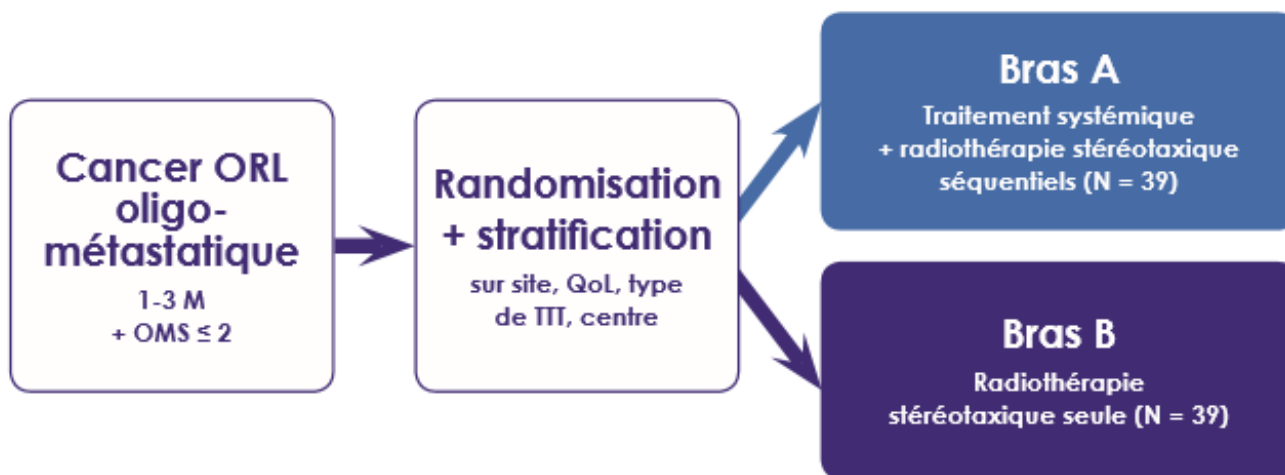 Cancer ORL
oligo-
métastatique
1-3 M
+ OMS ≤ 2
Randomisation
+ stratification
sur site, QoL, type
de TTT, centre
Bras A
Traitement systémique
+ radiothérapie stéréotaxique
séquentiels (N = 39)
Bras B
Radiothérapie
stéréotaxique seule (N = 39)